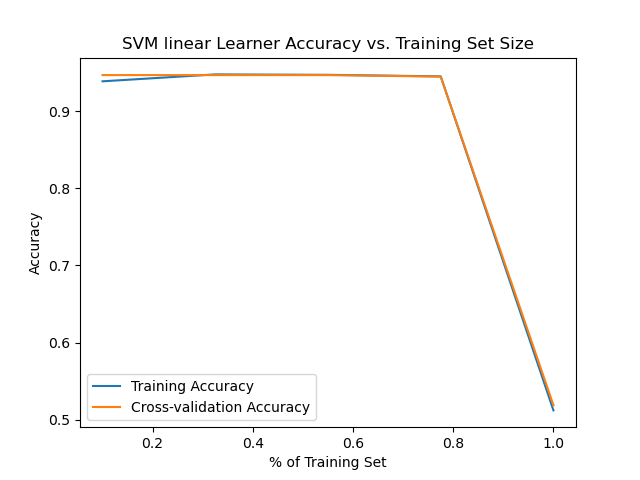 SVM linear Learner Accuracy vs. Training Set Size
0.9
0.8
0.7
0.6
0.5
Accuracy
Training Accuracy
Cross-validation Accuracy
0.2
0.4
0.6
0.8
1.0
% of Training Set